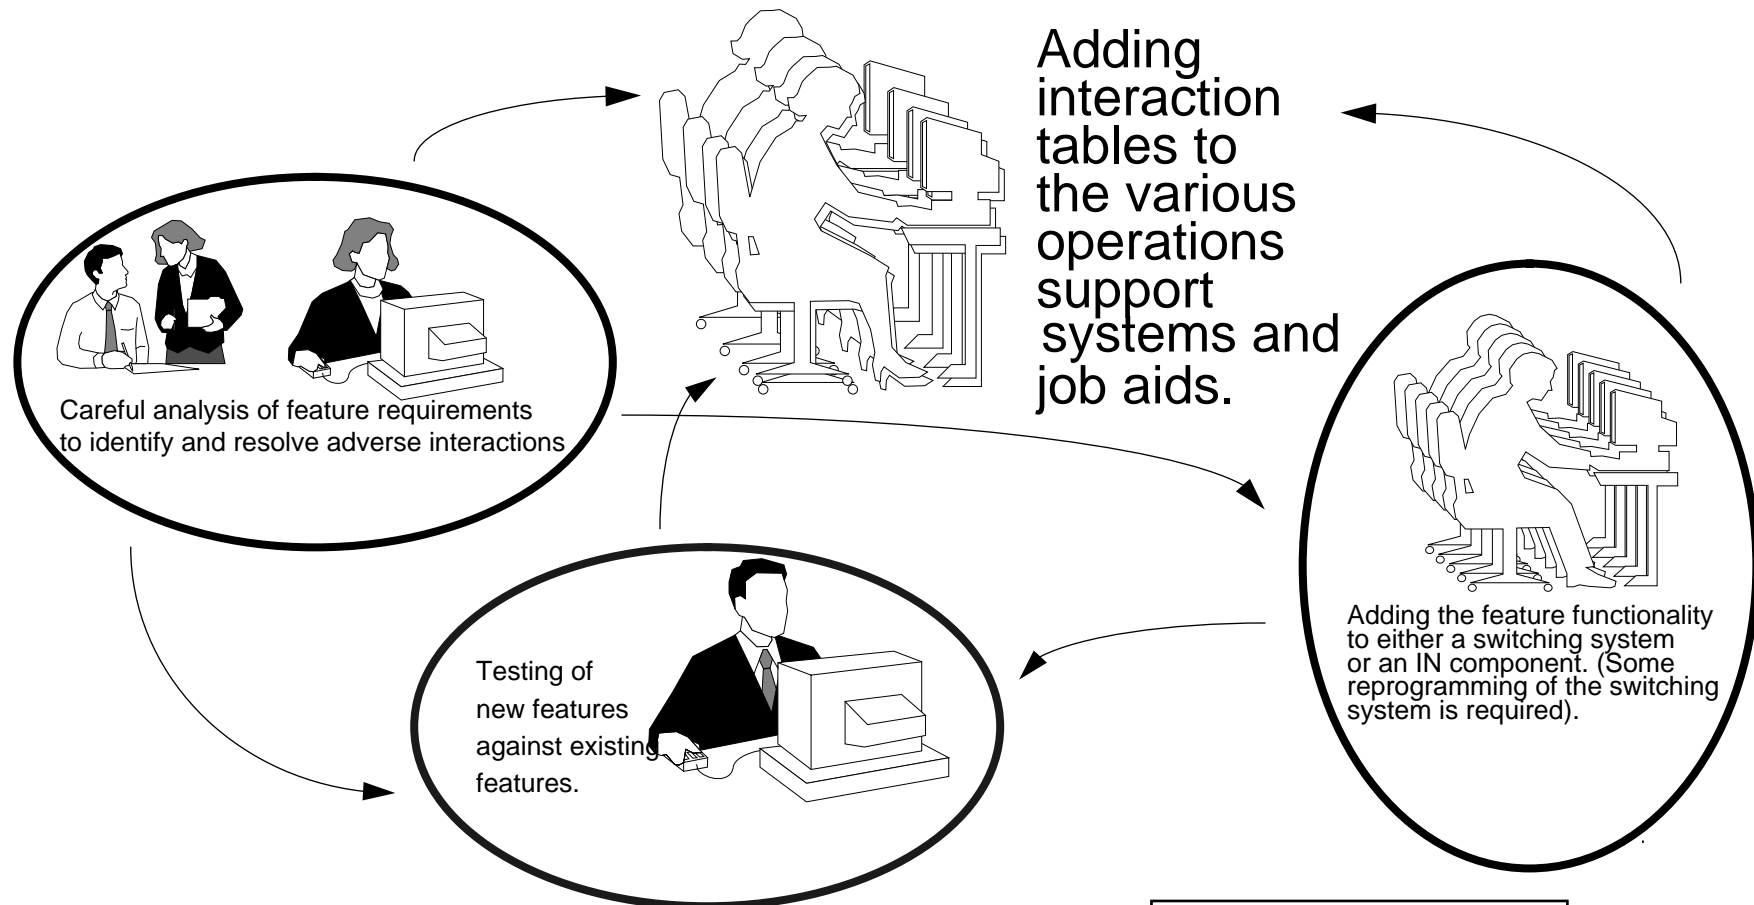 Adding
interaction
tables to
the various
operations
support
systems and
job aids.
Careful analysis of feature requirements
to identify and resolve adverse interactions
Testing of
new features
against existing
features.
Adding the feature functionality
to either a switching system
or an IN component. (Some
reprogramming of the switching
system is required).